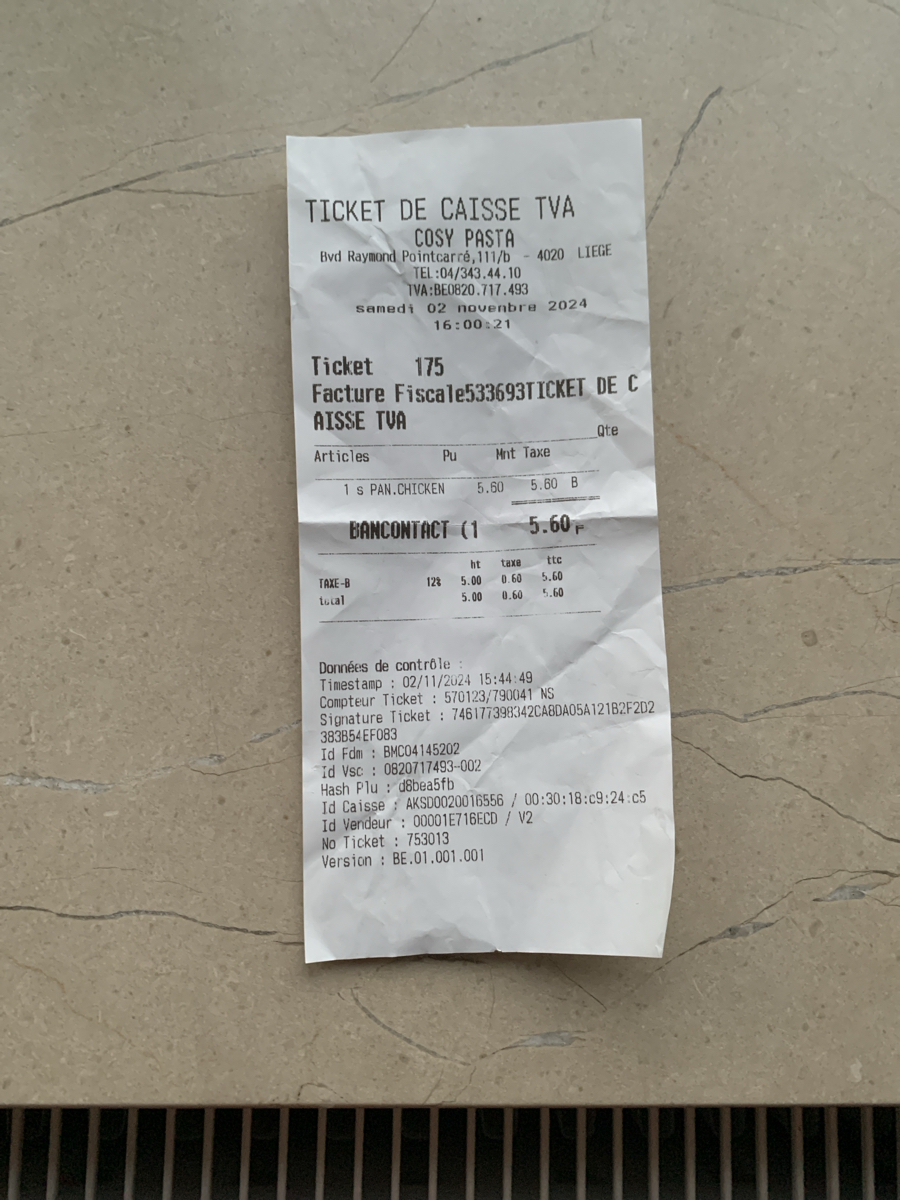 TICKET DE CAISSE TVA
COSY PASTA
Bvd Raymond Pointcarré,111/b - 4020 LIEGE
TEL:04/343.44.10
TVA:BE0820.717.493
samedi 02 novenbre 2024
16:00:21
Ticket 175
Facture Fiscale533693TICKET DE C
AISSE TVA
Qte
Articles Pu Mnt Taxe
1 s PAN.CHICKEN 5.60 5.60 B
BANCONTACT (1 5.60
ht taxe ttc
TAXE-B 12% 5.00 0.60 5.60
total 5.00 0.60 5.60
Données de contrôle :
Timestamp : 02/11/2024 15:44:49
Compteur Ticket : 570123/790041 NS
Signature Ticket : 746177398342CA8DA05A121B2F2D2
383B54EF083
Id Fdm : BMC04145202
Id Vsc : 0820717493-002
Hash Plu : d8bea5fb
Id Caisse : AKSD0020016556 / 00:30:18:c9:24:c5
Id Vendeur : 00001E716ECD / V2
No Ticket : 753013
Version : BE.01.001.001